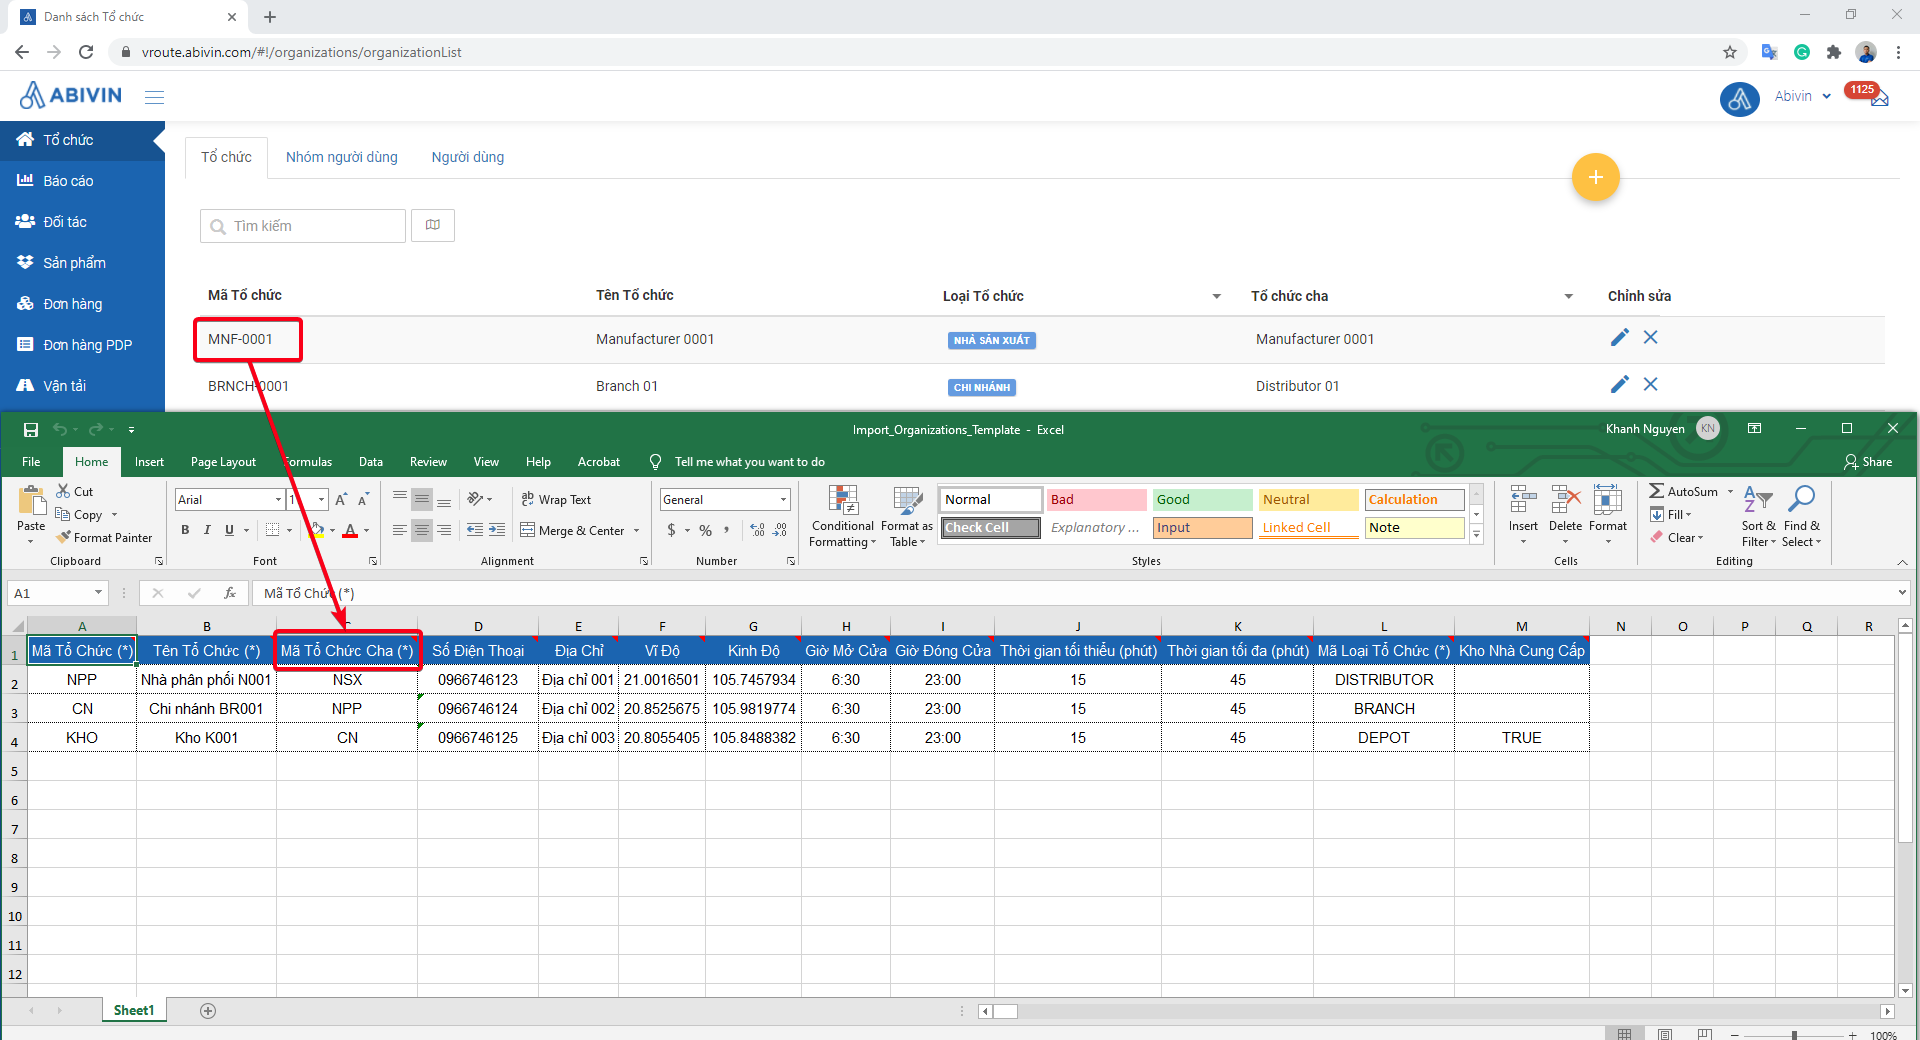 Danh sách Tổ chức
vroute.abivin.com/#!/organizations/organizationList
ABIVIN
Abivin
1125
Tổ chức
Báo cáo
Đối tác
Sản phẩm
Đơn hàng
Đơn hàng PDP
Vận tải
Tổ chức Nhóm người dùng Người dùng
+
Tìm kiếm
Mã Tổ chức Tên Tổ chức Loại Tổ chức Tổ chức cha Chỉnh sửa
MNF-0001 Manufacturer 0001 NHÀ SẢN XUẤT Manufacturer 0001
BRNCH-0001 Branch 01 CHI NHÁNH Distributor 01
Import_Organizations_Template - Excel
Khanh Nguyen KN
File Home Insert Page Layout Formulas Data Review View Help Acrobat Tell me what you want to do Share
Paste
Cut
Copy
Format Painter
Clipboard
Arial
Font
Wrap Text
Merge & Center
Alignment
General
$ % ,
Number
Conditional Formatting
Format as Table
Normal Bad Good Neutral Calculation
Check Cell Explanatory ... Input Linked Cell Note
Styles
Insert Delete Format
Cells
AutoSum
Fill
Clear
Sort & Filter
Find & Select
Editing
A1 fx Mã Tổ Chức (*)
A B C D E F G H I J K L M N O P Q R
1 Mã Tổ Chức (*) Tên Tổ Chức (*) Mã Tổ Chức Cha (*) Số Điện Thoại Địa Chỉ Vĩ Độ Kinh Độ Giờ Mở Cửa Giờ Đóng Cửa Thời gian tối thiểu (phút) Thời gian tối đa (phút) Mã Loại Tổ Chức (*) Kho Nhà Cung Cấp
2 NPP Nhà phân phối N001 NSX 0966746123 Địa chỉ 001 21.0016501 105.7457934 6:30 23:00 15 45 DISTRIBUTOR
3 CN Chi nhánh BR001 NPP 0966746124 Địa chỉ 002 20.8525675 105.9819774 6:30 23:00 15 45 BRANCH
4 KHO Kho K001 CN 0966746125 Địa chỉ 003 20.8055405 105.8488382 6:30 23:00 15 45 DEPOT TRUE
5
6
7
8
9
10
11
12
Sheet1
100%